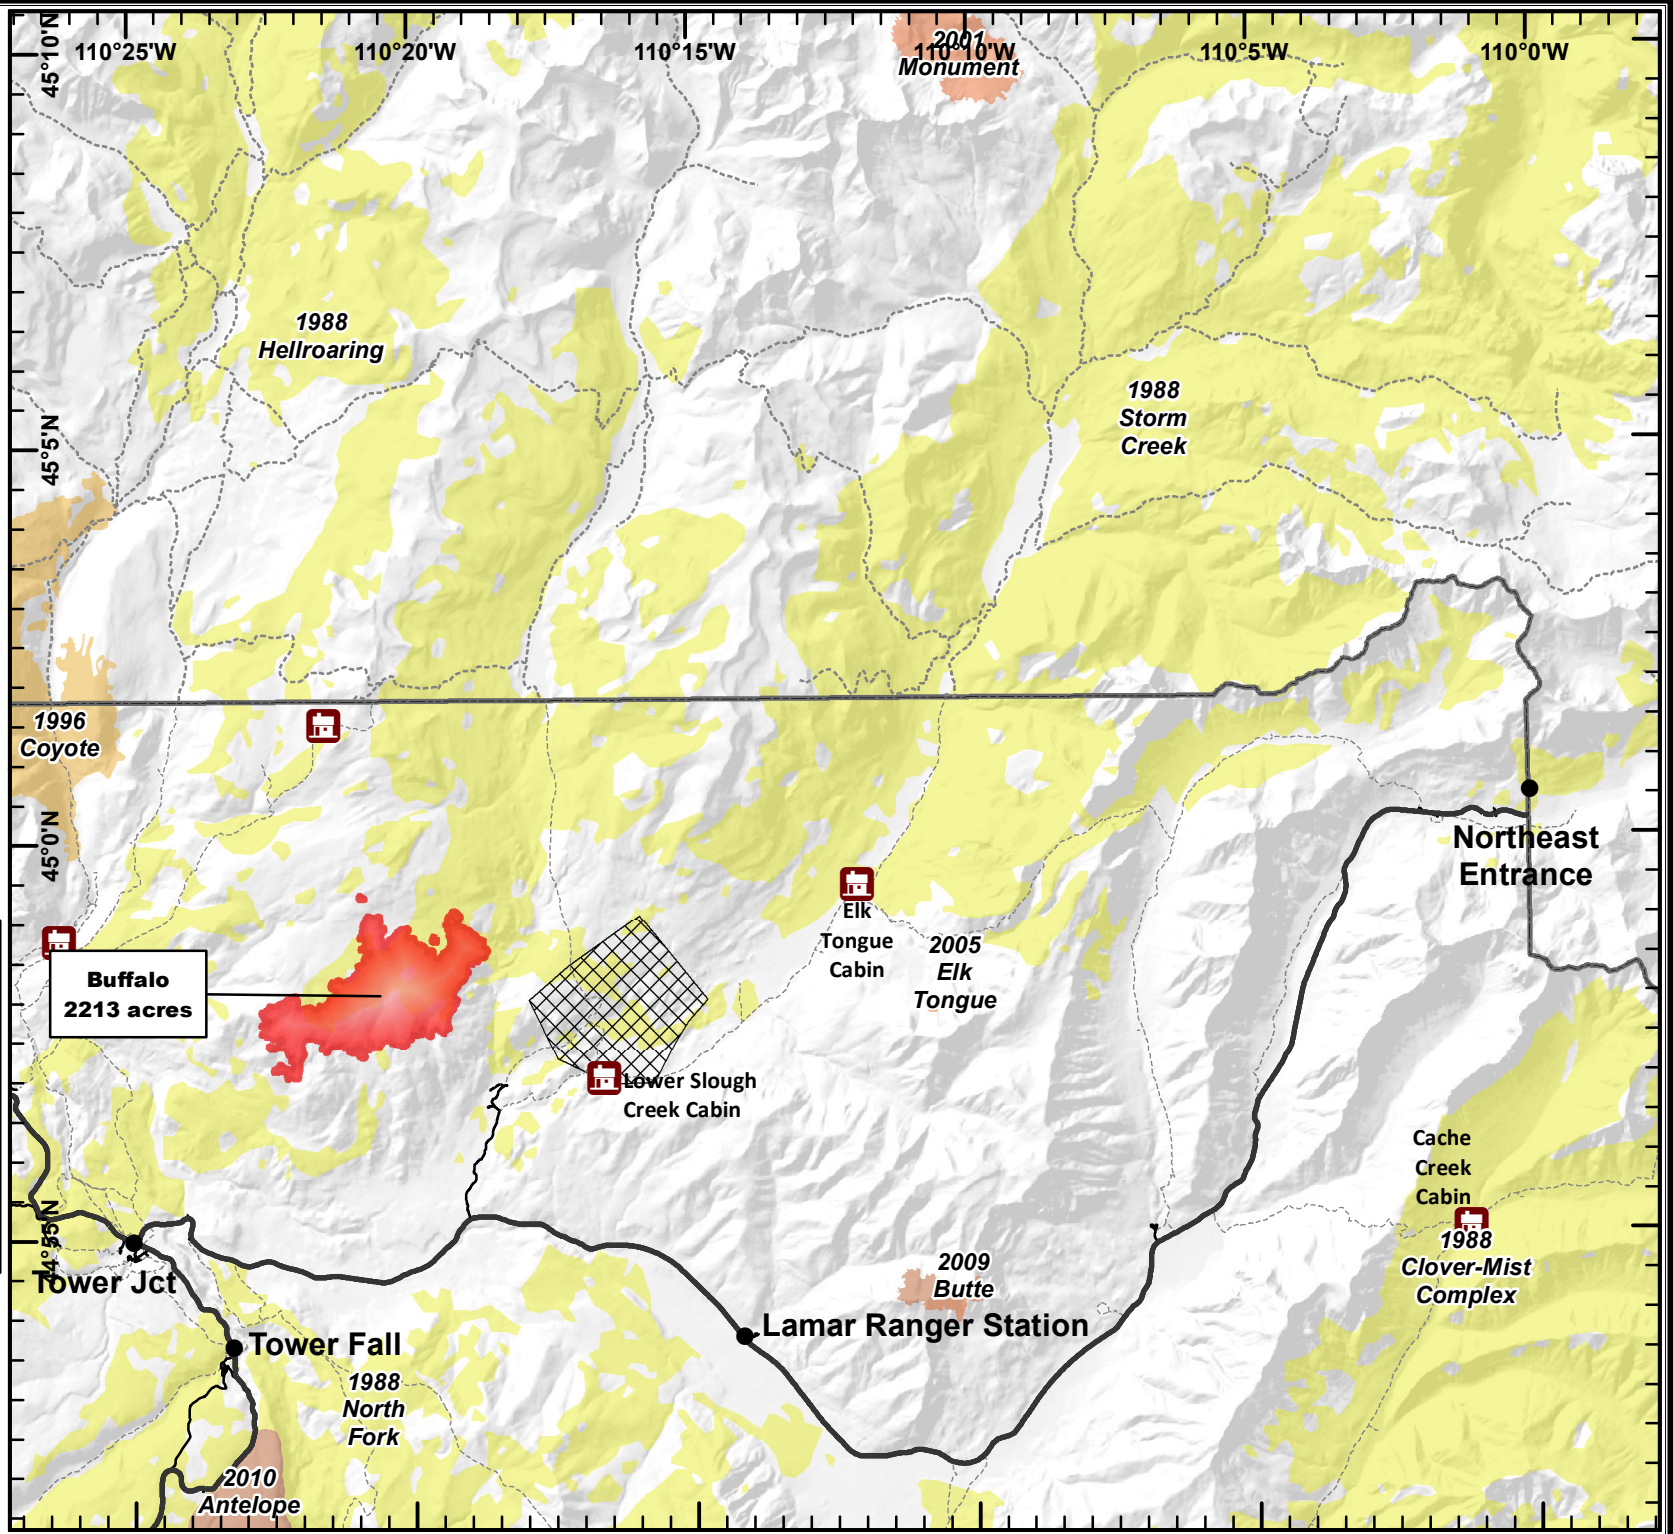 110°25'W
110°20'W
110°15'W
110°10'W
110°5'W
110°0'W
45°10'N
2001
Monument
1988
Hellroaring
1988
Storm
Creek
45°5'N
1996
Coyote
45°0'N
Northeast
Entrance
Elk
Tongue
Cabin
2005
Elk
Tongue
Buffalo
2213 acres
Lower Slough
Creek Cabin
Cache
Creek
Cabin
1988
Clover-Mist
Complex
44°55'N
Tower Jct
2009
Butte
Lamar Ranger Station
Tower Fall
1988
North
Fork
2010
Antelope